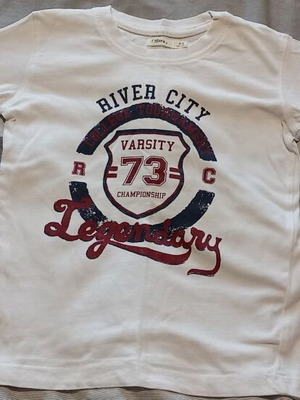 RIVER CITY
VARSITY
R 73 C
CHAMPIONSHIP
Legendary